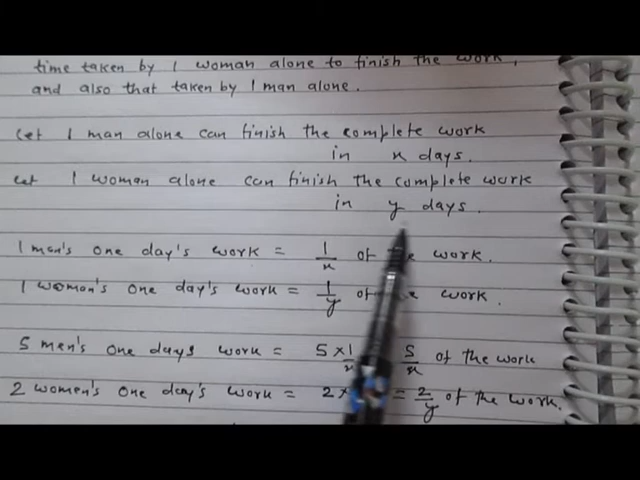 time taken by 1 woman alone to finish the work,
and also that taken by 1 man alone.
Let 1 man alone can finish the complete work
in x days.
Let 1 woman alone can finish the complete work
in y days.
1 man's one day's work = 1/x of the work.
1 woman's one day's work = 1/y of the work.
5 men's one days work = 5 × 1/x 5/x of the work
2 women's one day's work = 2 × = 2/y of the work.